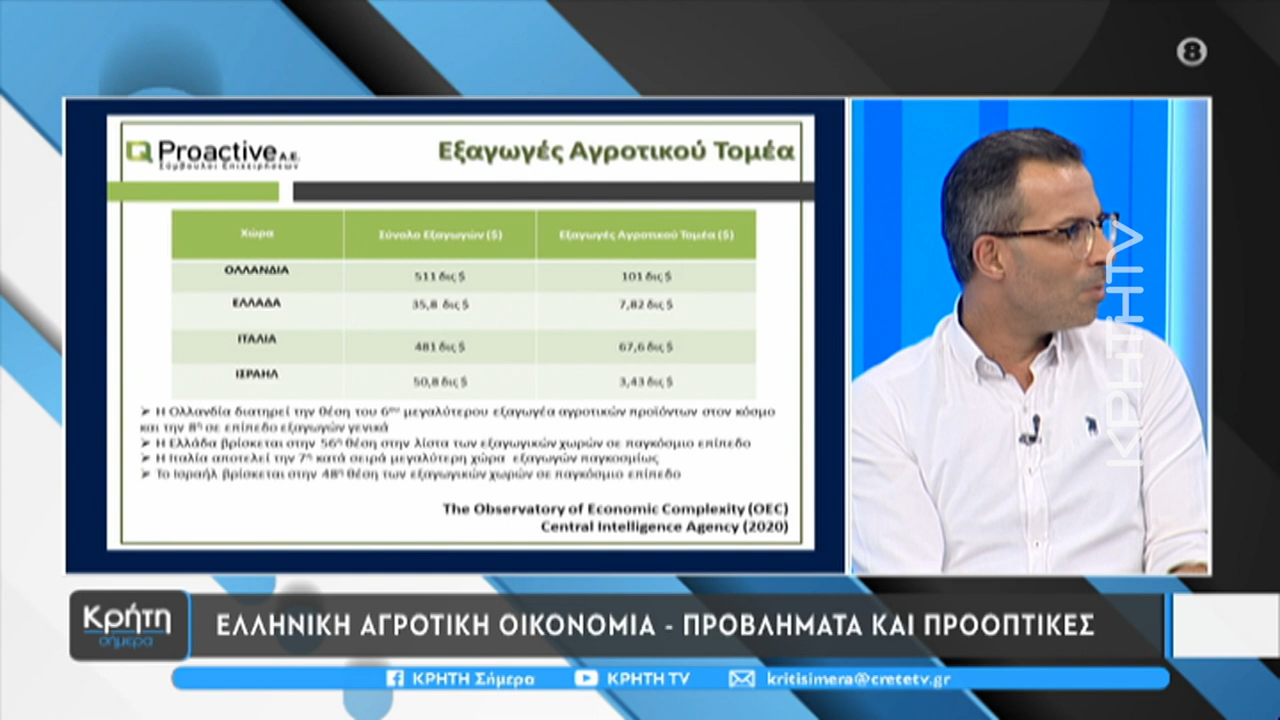 8
Proactive Α.Ε.
Σύμβουλοι Επιχειρήσεων
Εξαγωγές Αγροτικού Τομέα
Χώρα Σύνολο Εξαγωγών ($) Εξαγωγές Αγροτικού Τομέα ($)
ΟΛΛΑΝΔΙΑ 511 δις $ 101 δις $
ΕΛΛΑΔΑ 35,8 δις $ 7,82 δις $
ΙΤΑΛΙΑ 481 δις $ 67,6 δις $
ΙΣΡΑΗΛ 50,8 δις $ 3,43 δις $
➢ Η Ολλανδία διατηρεί την θέση του 6ου μεγαλύτερου εξαγωγέα αγροτικών προϊόντων στον κόσμο
και την 8η σε επίπεδο εξαγωγών γενικά
➢ Η Ελλάδα βρίσκεται στην 56η θέση στην λίστα των εξαγωγικών χωρών σε παγκόσμιο επίπεδο
➢ Η Ιταλία αποτελεί την 7η κατά σειρά μεγαλύτερη χώρα εξαγωγών παγκοσμίως
➢ Το Ισραήλ βρίσκεται στην 48η θέση των εξαγωγικών χωρών σε παγκόσμιο επίπεδο
The Observatory of Economic Complexity (OEC)
Central Intelligence Agency (2020)
ΚΡΗΤΗTV
Κρήτη
σήμερα
ΕΛΛΗΝΙΚΗ ΑΓΡΟΤΙΚΗ ΟΙΚΟΝΟΜΙΑ - ΠΡΟΒΛΗΜΑΤΑ ΚΑΙ ΠΡΟΟΠΤΙΚΕΣ
ΚΡΗΤΗ Σήμερα ΚΡΗΤΗ TV kritisimera@cretetv.gr